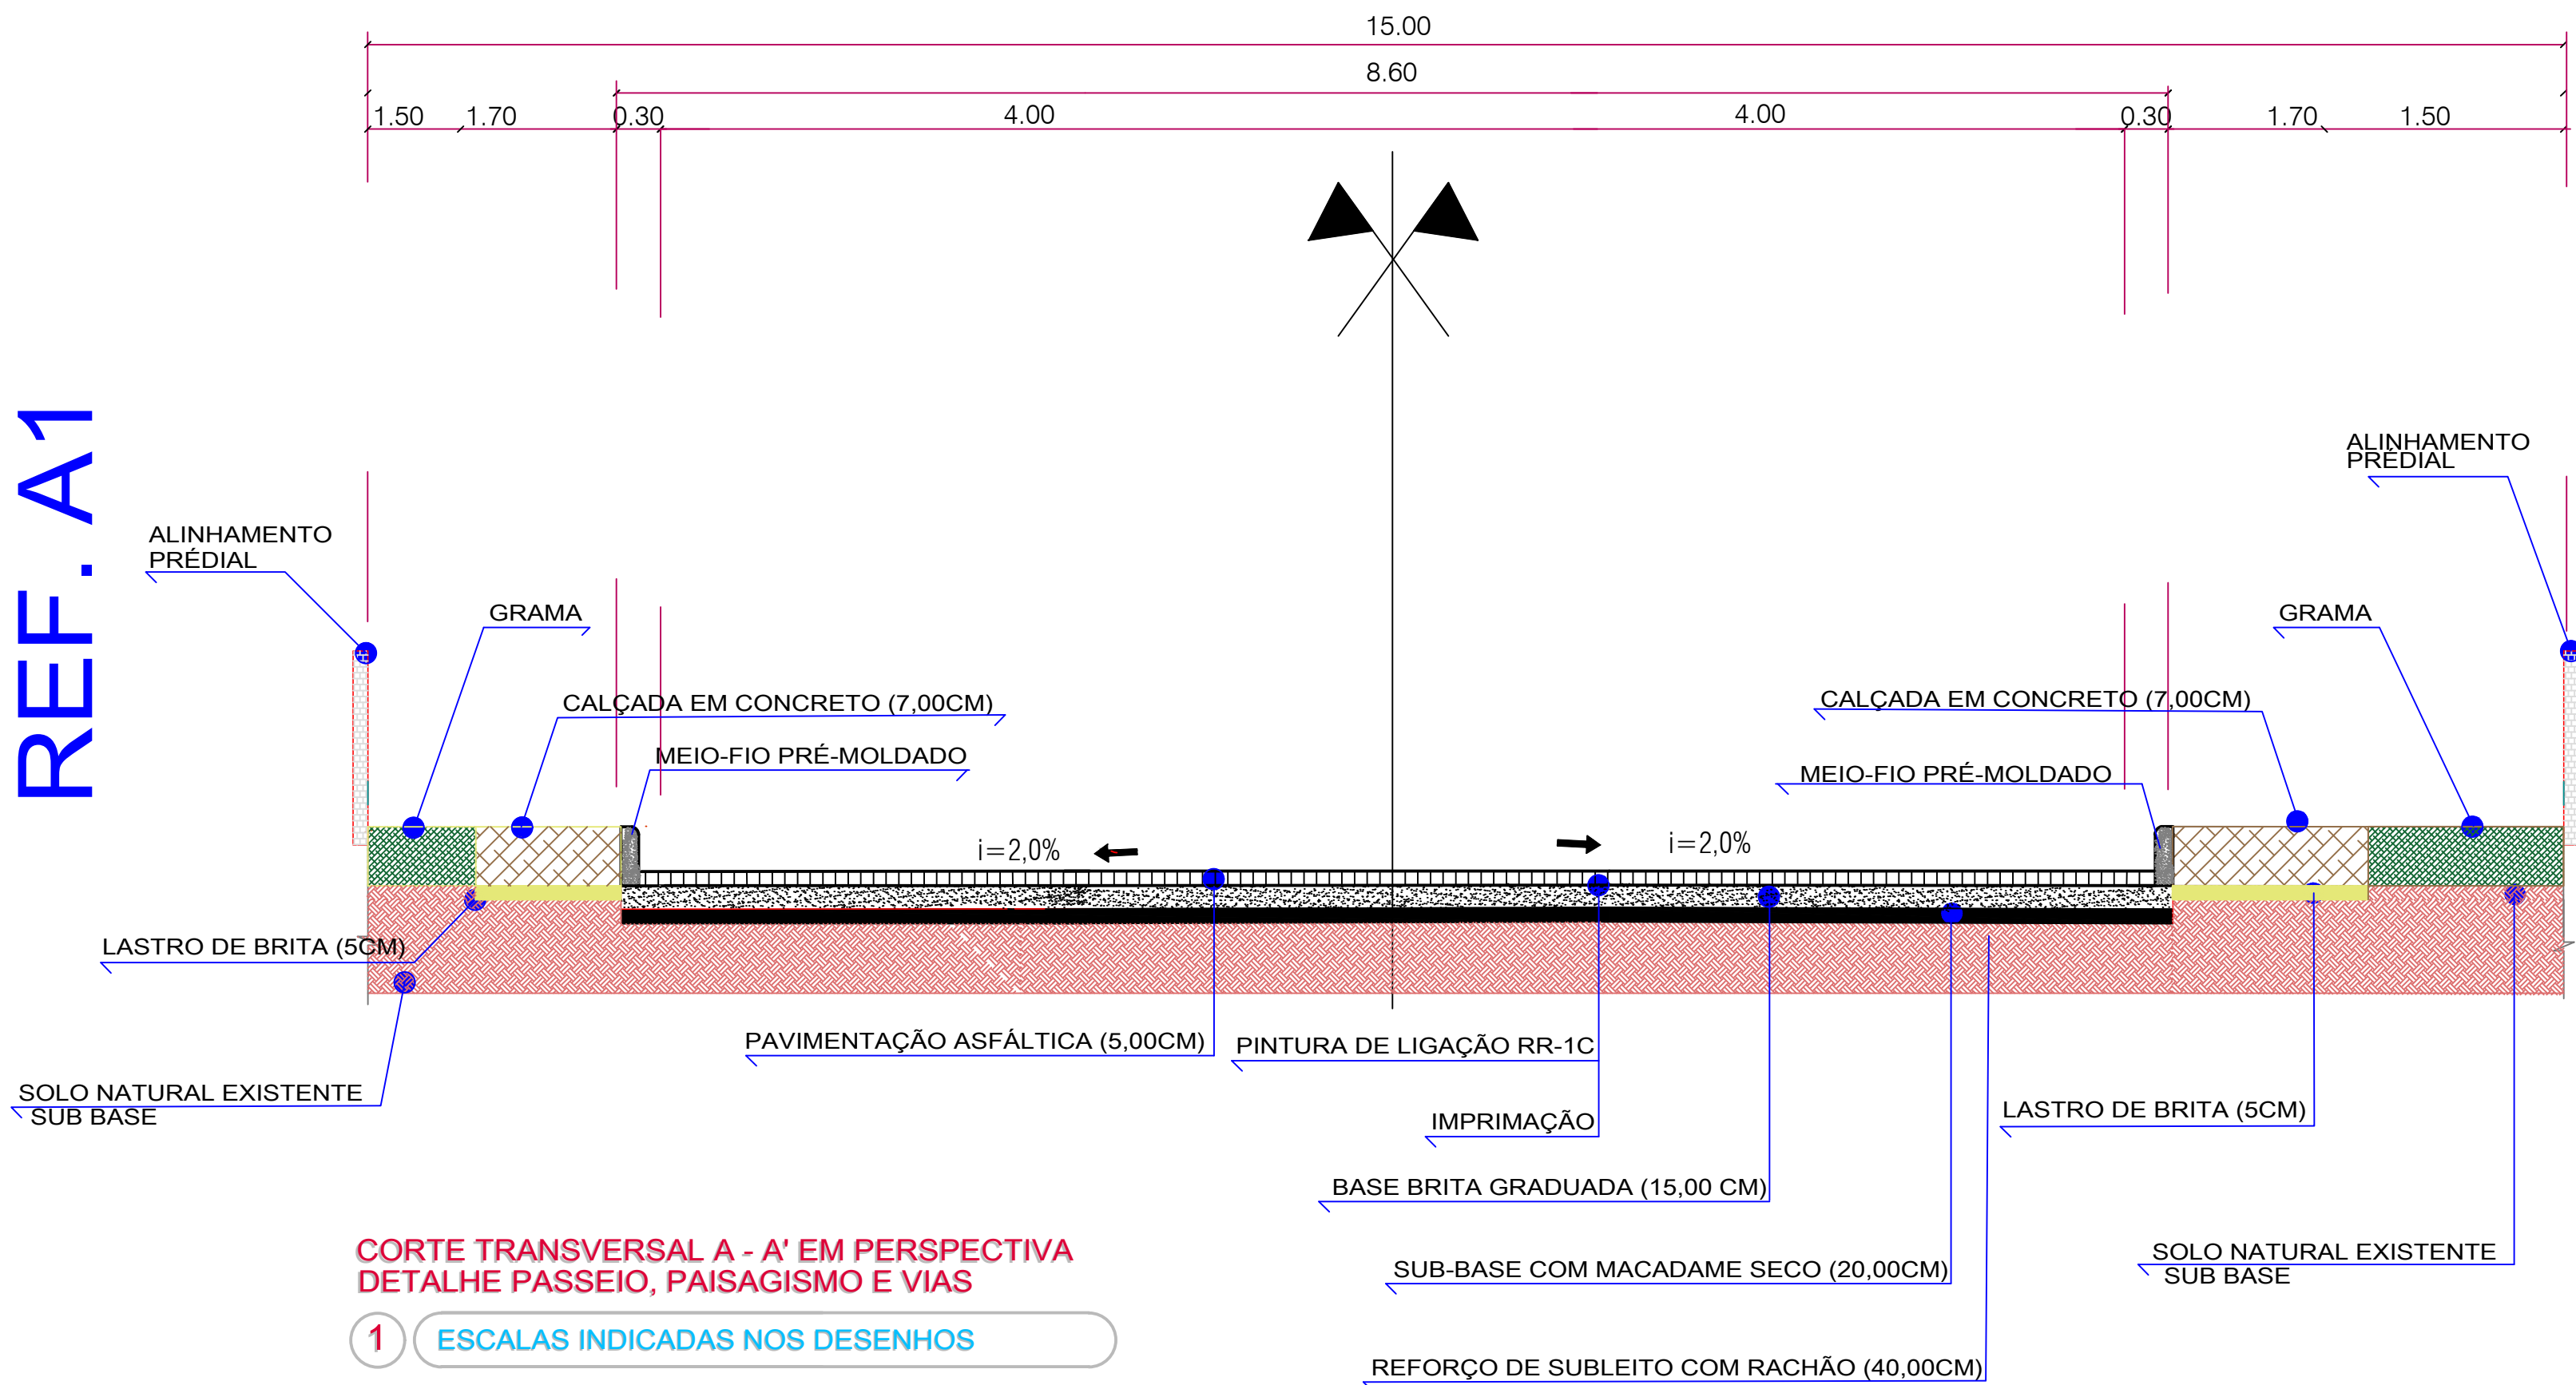 15.00
8.60
1.50 1.70 0.30 4.00 4.00 0.30 1.70 1.50
REF. A1
ALINHAMENTO
PRÉDIAL
ALINHAMENTO
PRÉDIAL
GRAMA
GRAMA
CALÇADA EM CONCRETO (7,00CM)
CALÇADA EM CONCRETO (7,00CM)
MEIO-FIO PRÉ-MOLDADO
MEIO-FIO PRÉ-MOLDADO
i=2,0%
i=2,0%
LASTRO DE BRITA (5CM)
PAVIMENTAÇÃO ASFÁLTICA (5,00CM)
PINTURA DE LIGAÇÃO RR-1C
SOLO NATURAL EXISTENTE
SUB BASE
IMPRIMAÇÃO
LASTRO DE BRITA (5CM)
BASE BRITA GRADUADA (15,00 CM)
SOLO NATURAL EXISTENTE
SUB BASE
SUB-BASE COM MACADAME SECO (20,00CM)
REFORÇO DE SUBLEITO COM RACHÃO (40,00CM)
CORTE TRANSVERSAL A - A' EM PERSPECTIVA
DETALHE PASSEIO, PAISAGISMO E VIAS
1 ESCALAS INDICADAS NOS DESENHOS